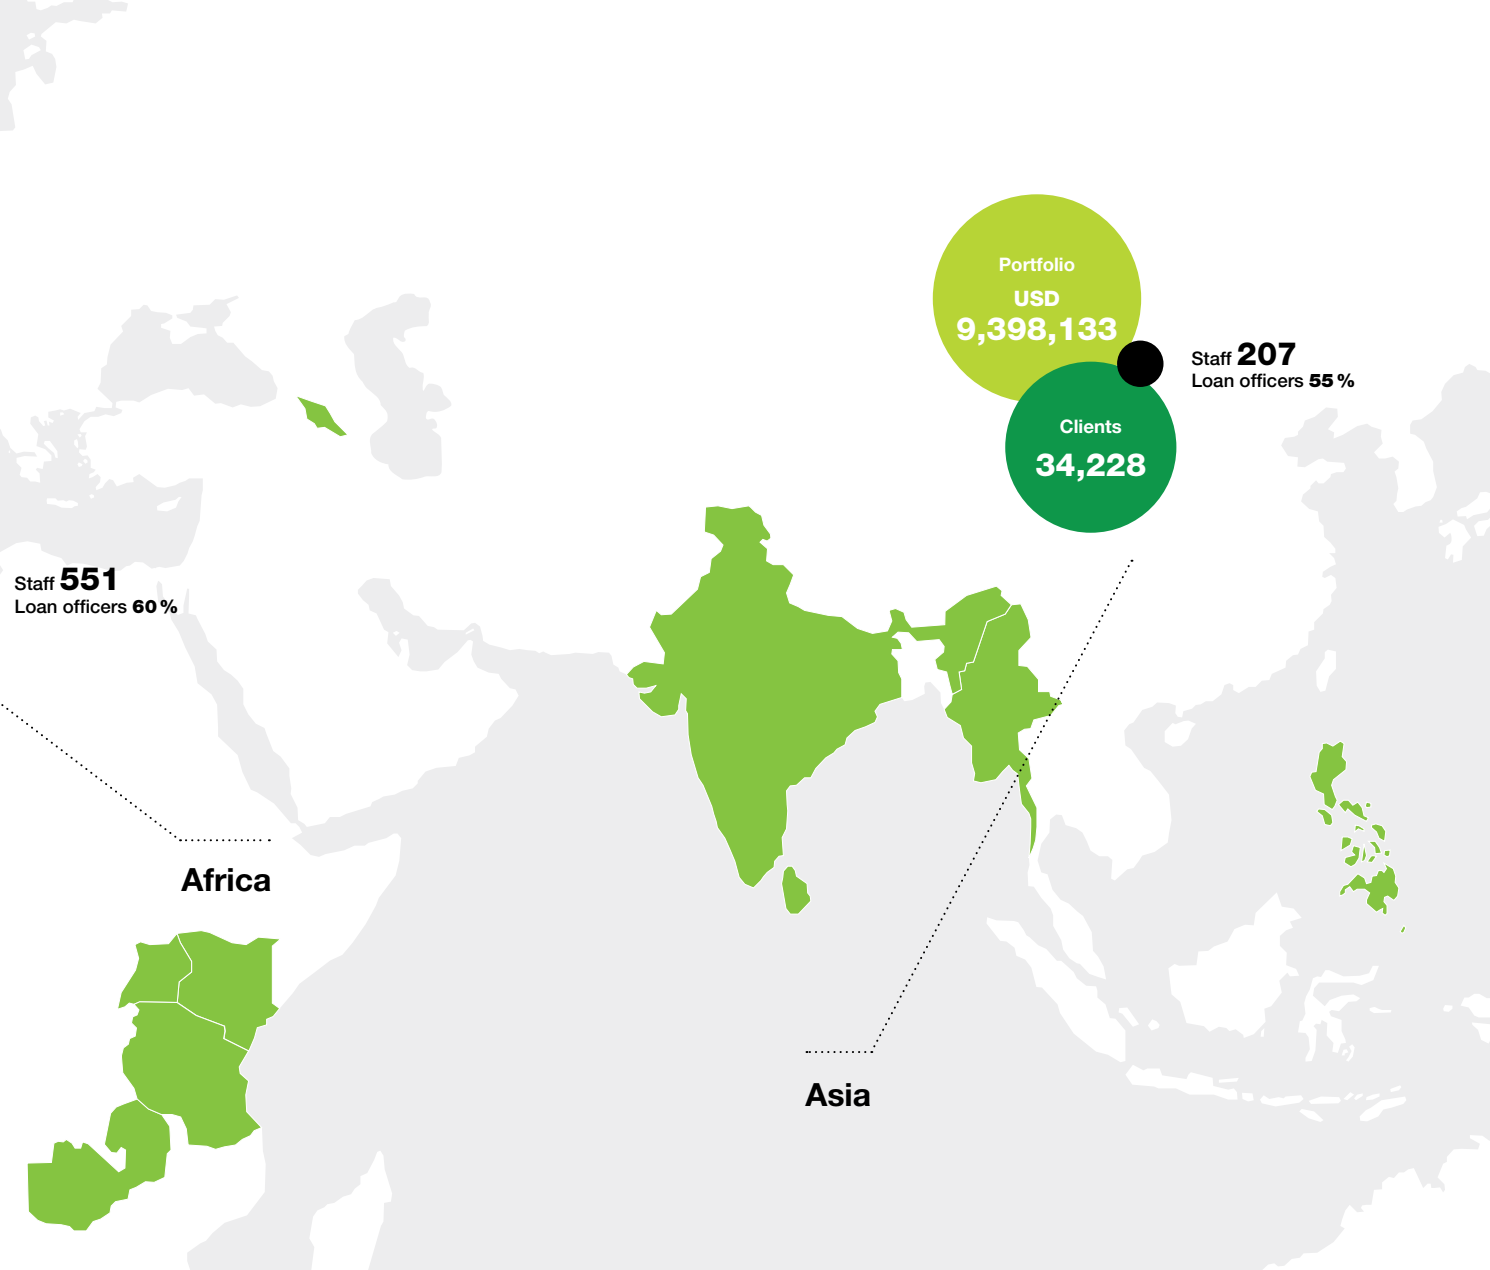 Portfolio
USD
9,398,133
Staff 207
Loan officers 55 %
Clients
34,228
Staff 551
Loan officers 60 %
Africa
Asia